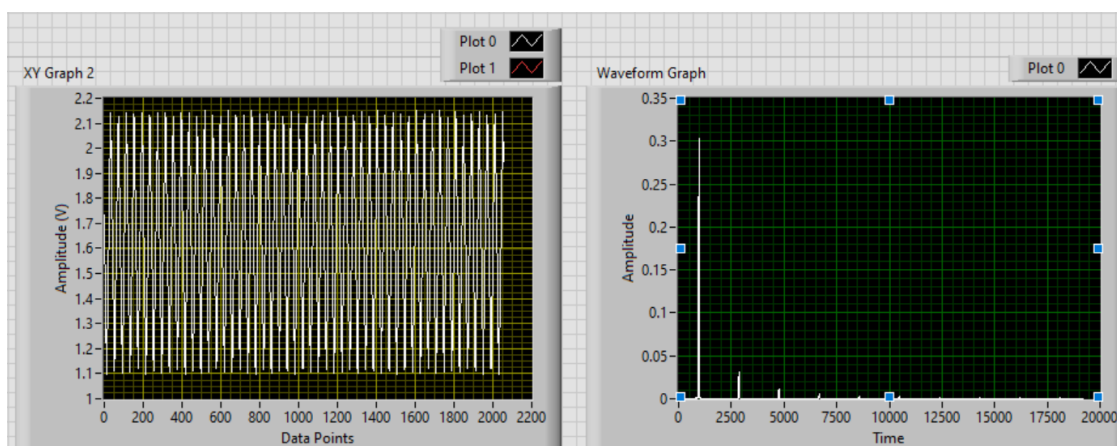 Plot 0
Plot 1
XY Graph 2
2.2
2.1
2
1.9
1.8
1.7
1.6
1.5
1.4
1.3
1.2
1.1
1
Amplitude (V)
0 200 400 600 800 1000 1200 1400 1600 1800 2000 2200
Data Points
Plot 0
Waveform Graph
0.35
0.3
0.25
0.2
0.15
0.1
0.05
0
Amplitude
0 2500 5000 7500 10000 12500 15000 17500 20000
Time